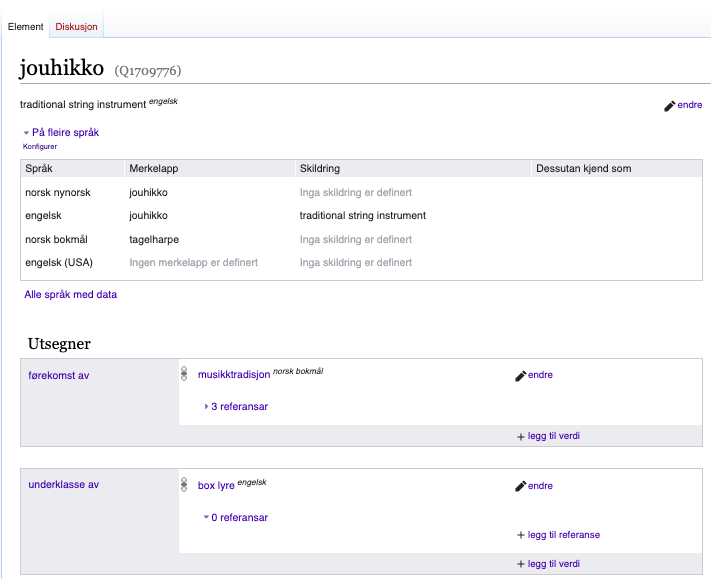 Element Diskusjon
jouhikko (Q1709776)
traditional string instrument engelsk endre
På fleire språk
Konfigurer
Språk Merkelapp Skildring Dessutan kjend som
norsk nynorsk jouhikko Inga skildring er definert
engelsk jouhikko traditional string instrument
norsk bokmål tagelharpe Inga skildring er definert
engelsk (USA) Ingen merkelapp er definert Inga skildring er definert
Alle språk med data
Utsegner
førekomst av musikktradisjon norsk bokmål endre
3 referansar
+ legg til verdi
underklasse av box lyre engelsk endre
0 referansar
+ legg til referanse
+ legg til verdi